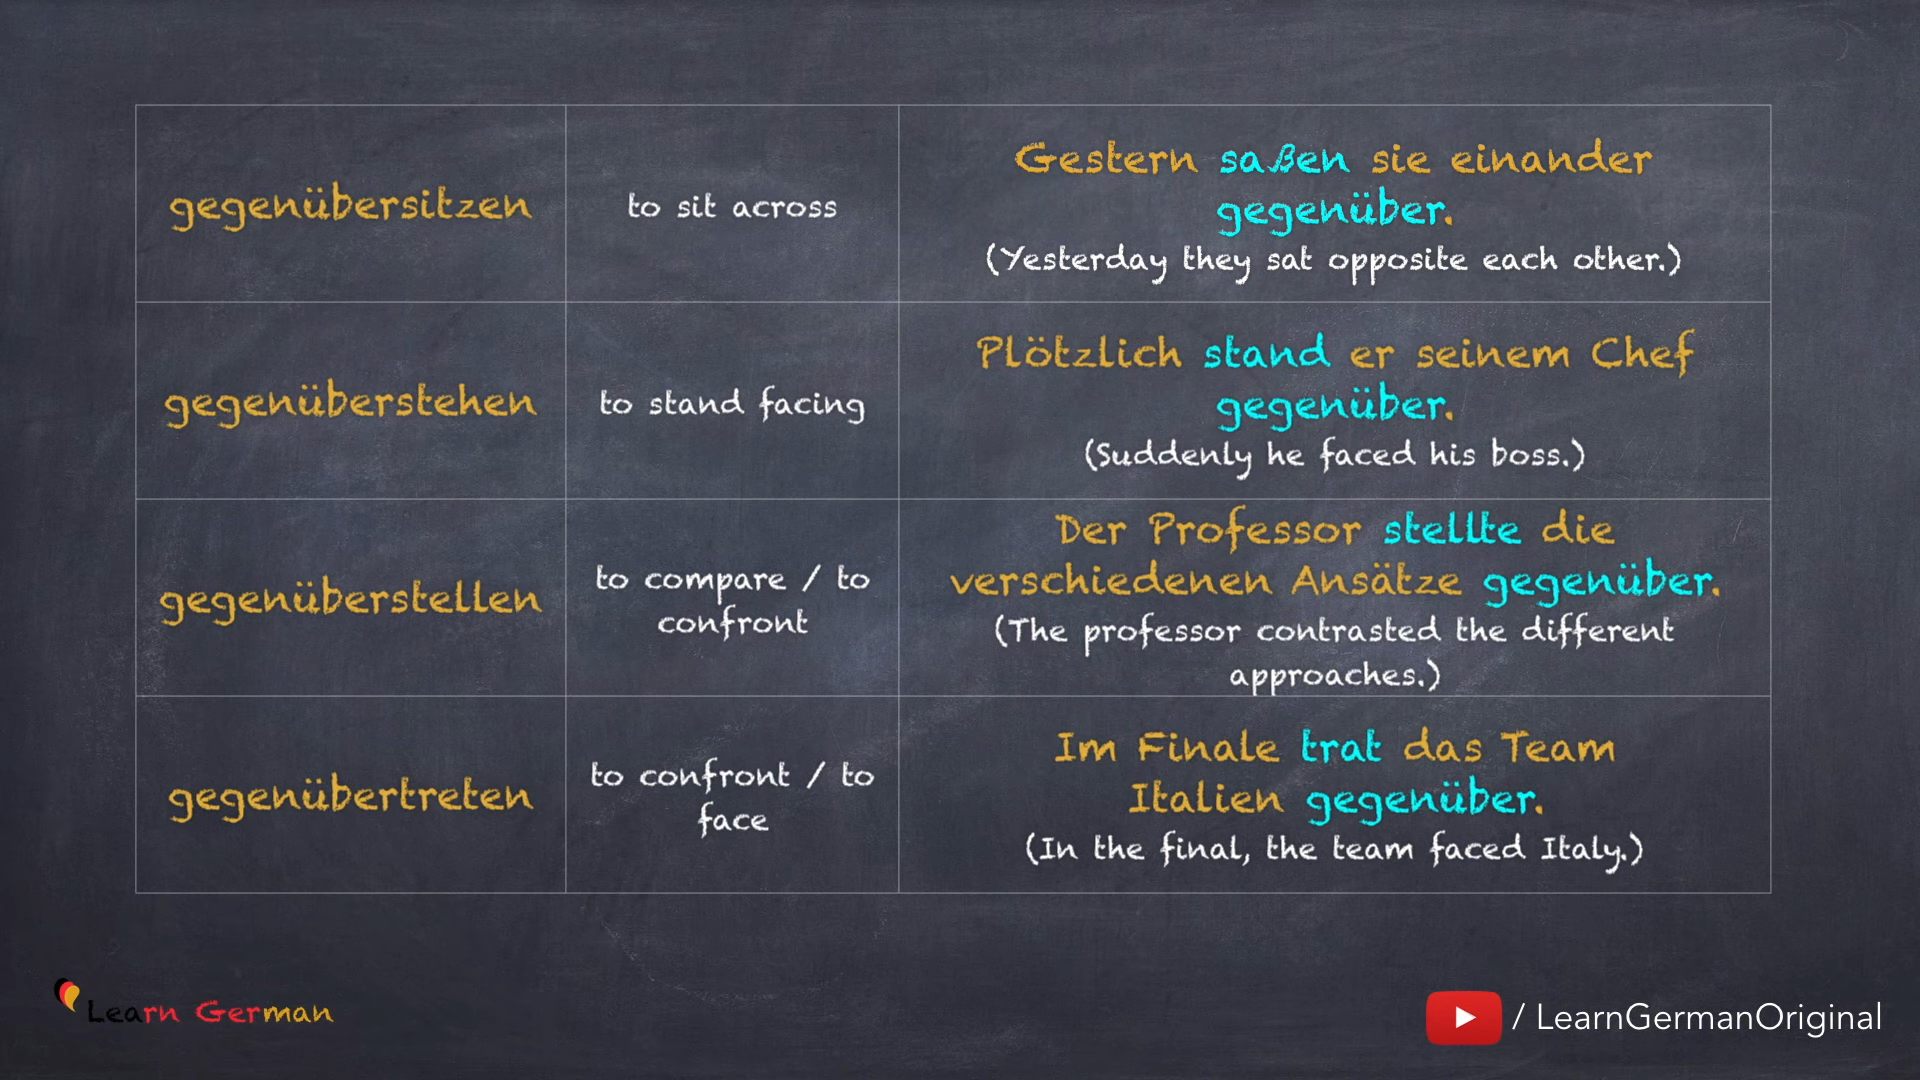 gegenübersitzen
to sit across
Gestern saßen sie einander
gegenüber.
(Yesterday they sat opposite each other.)
gegenüberstehen
to stand facing
Plötzlich stand er seinem Chef
gegenüber.
(Suddenly he faced his boss.)
gegenüberstellen
to compare / to
confront
Der Professor stellte die
verschiedenen Ansätze gegenüber.
(The professor contrasted the different
approaches.)
gegenübertreten
to confront / to
face
Im Finale trat das Team
Italien gegenüber.
(In the final, the team faced Italy.)
Learn German
/ LearnGermanOriginal